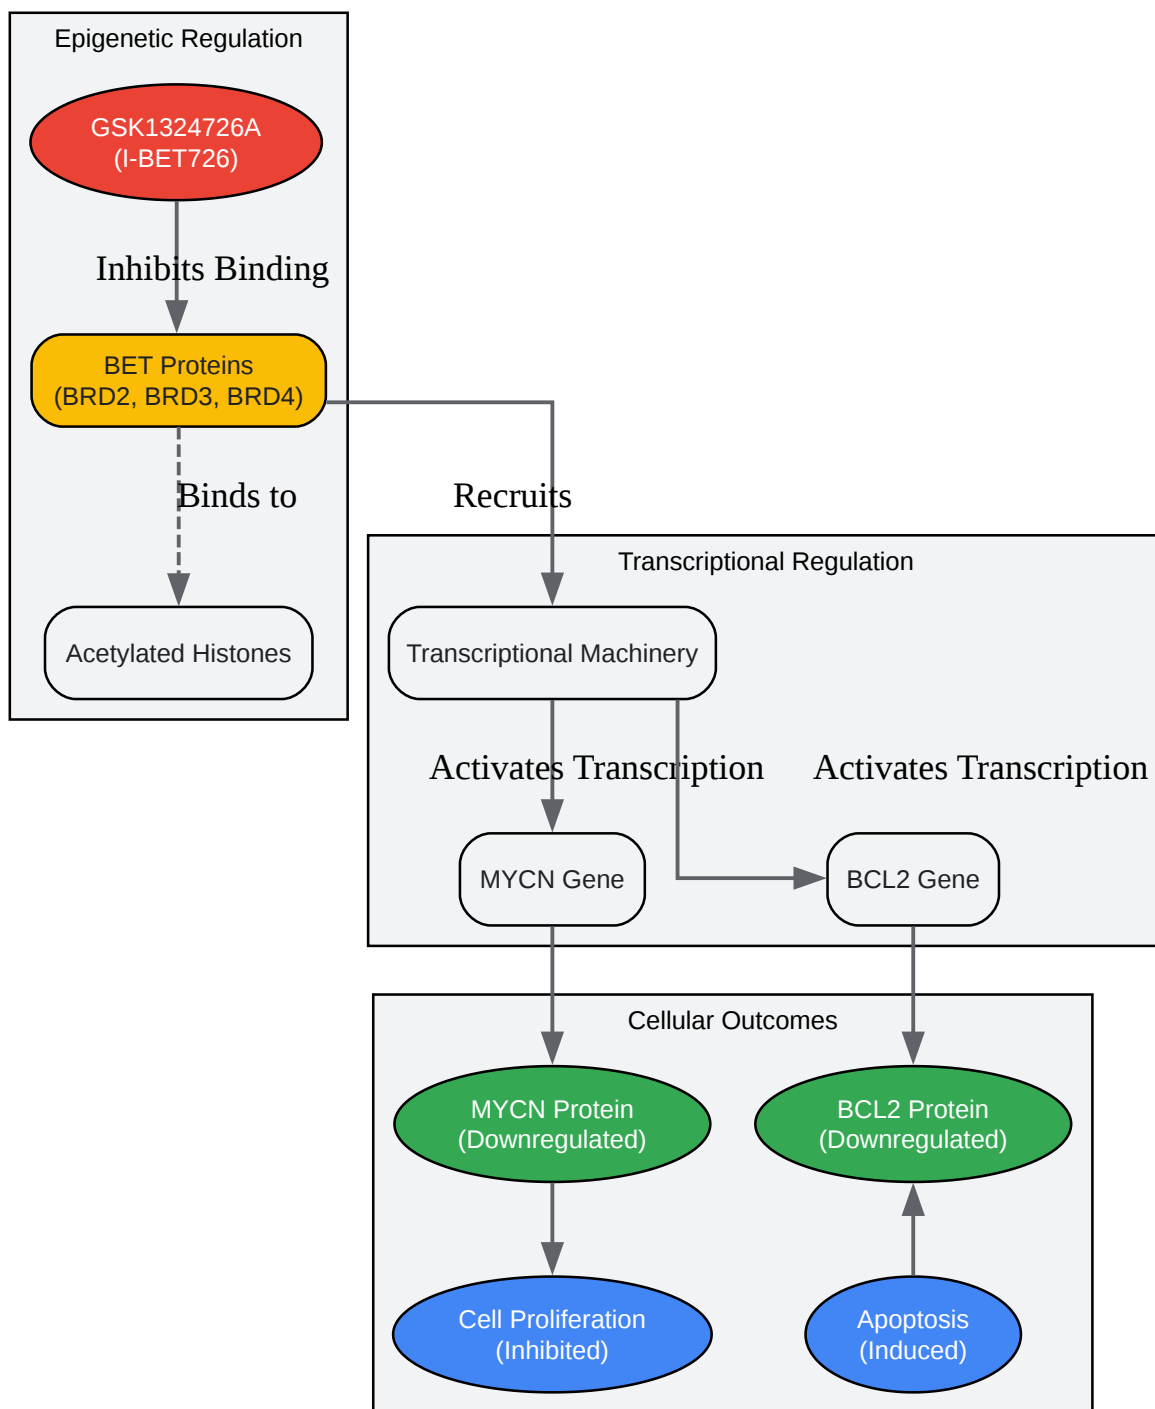 Epigenetic Regulation
GSK1324726A
(I-BET726)
Inhibits Binding
BET Proteins
(BRD2, BRD3, BRD4)
Binds to
Recruits
Transcriptional Regulation
Acetylated Histones
Transcriptional Machinery
Activates Transcription
Activates Transcription
MYCN Gene
BCL2 Gene
Cellular Outcomes
MYCN Protein
(Downregulated)
BCL2 Protein
(Downregulated)
Cell Proliferation
(Inhibited)
Apoptosis
(Induced)